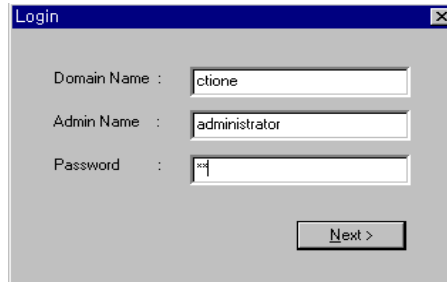 Login
Domain Name : ctione
Admin Name : administrator
Password : **
Next >